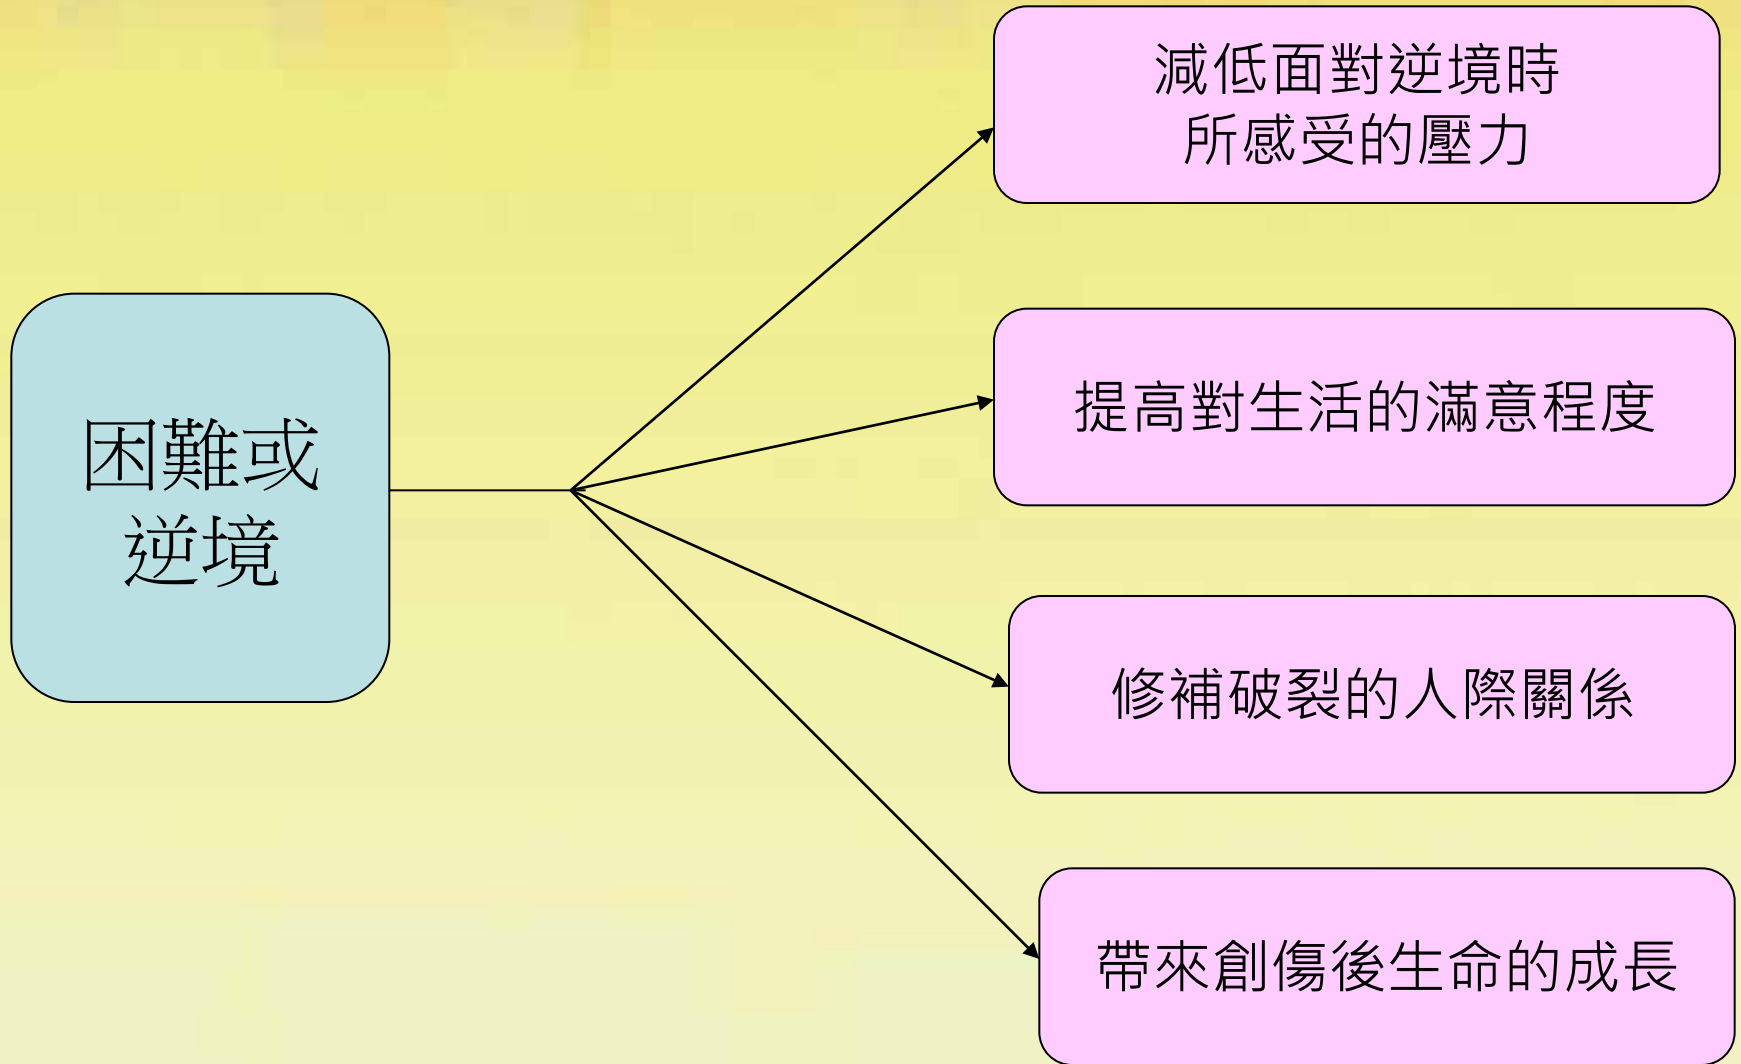 困難或
逆境
減低面對逆境時
所感受的壓力
提高對生活的滿意程度
修補破裂的人際關係
帶來創傷後生命的成長